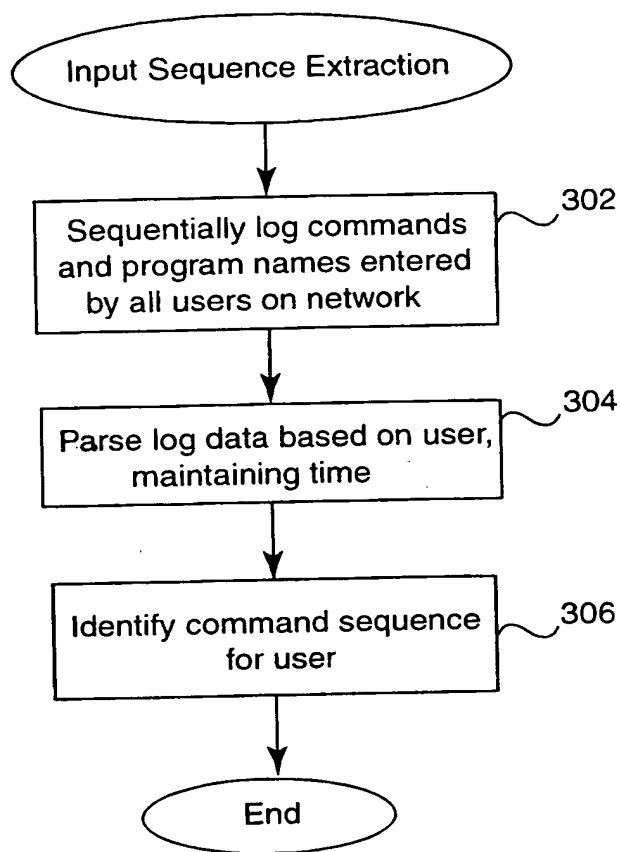 Input Sequence Extraction
302
Sequentially log commands
and program names entered
by all users on network
304
Parse log data based on user,
maintaining time
306
Identify command sequence
for user
End